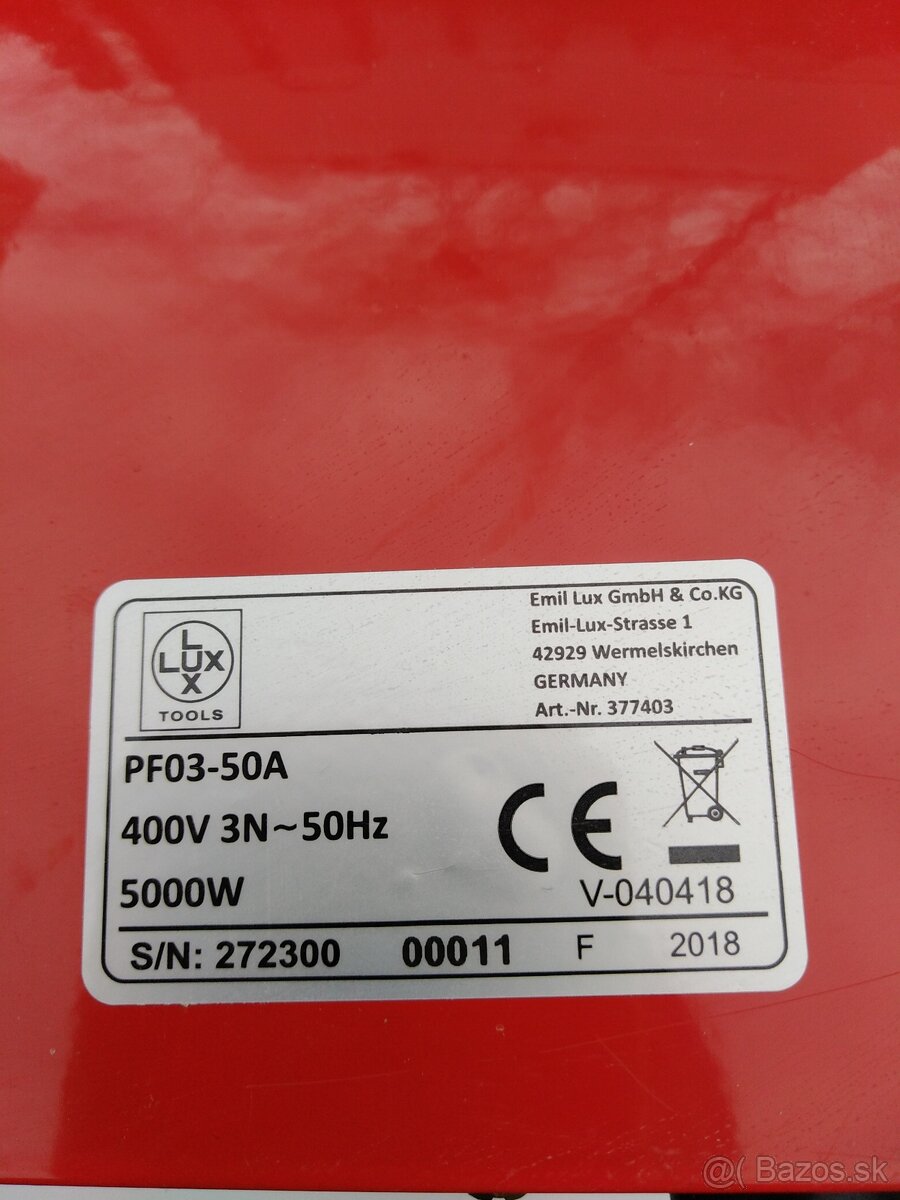 L
LUX
X
TOOLS
Emil Lux GmbH & Co.KG
Emil-Lux-Strasse 1
42929 Wermelskirchen
GERMANY
Art.-Nr. 377403
PF03-50A
400V 3N~50Hz
5000W
CE
V-040418
S/N: 272300 00011 F 2018
@( Bazos.sk